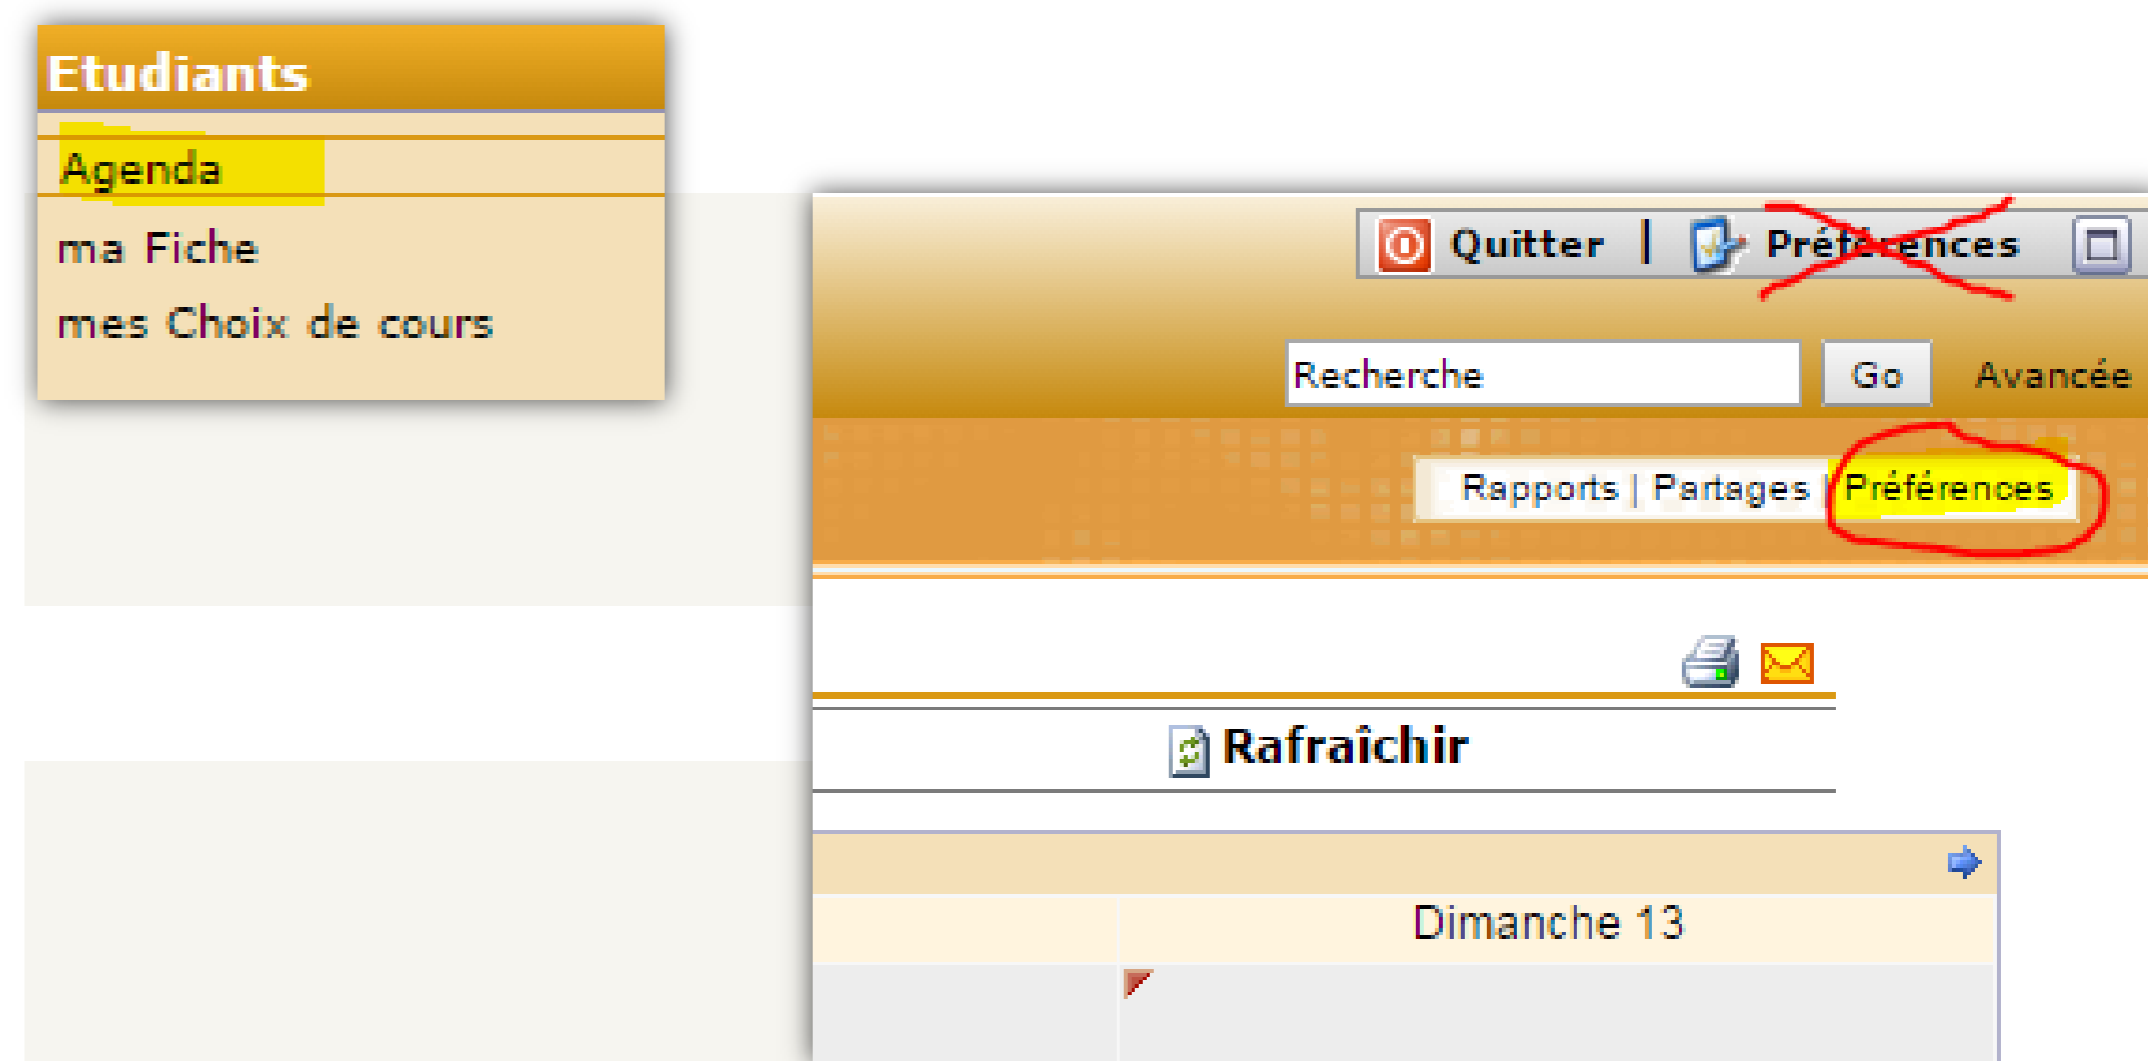 Etudiants
Agenda
ma Fiche
mes Choix de cours
Quitter | Préférences
Recherche Go Avancée
Rapports | Partages | Préférences
Rafraîchir
Dimanche 13